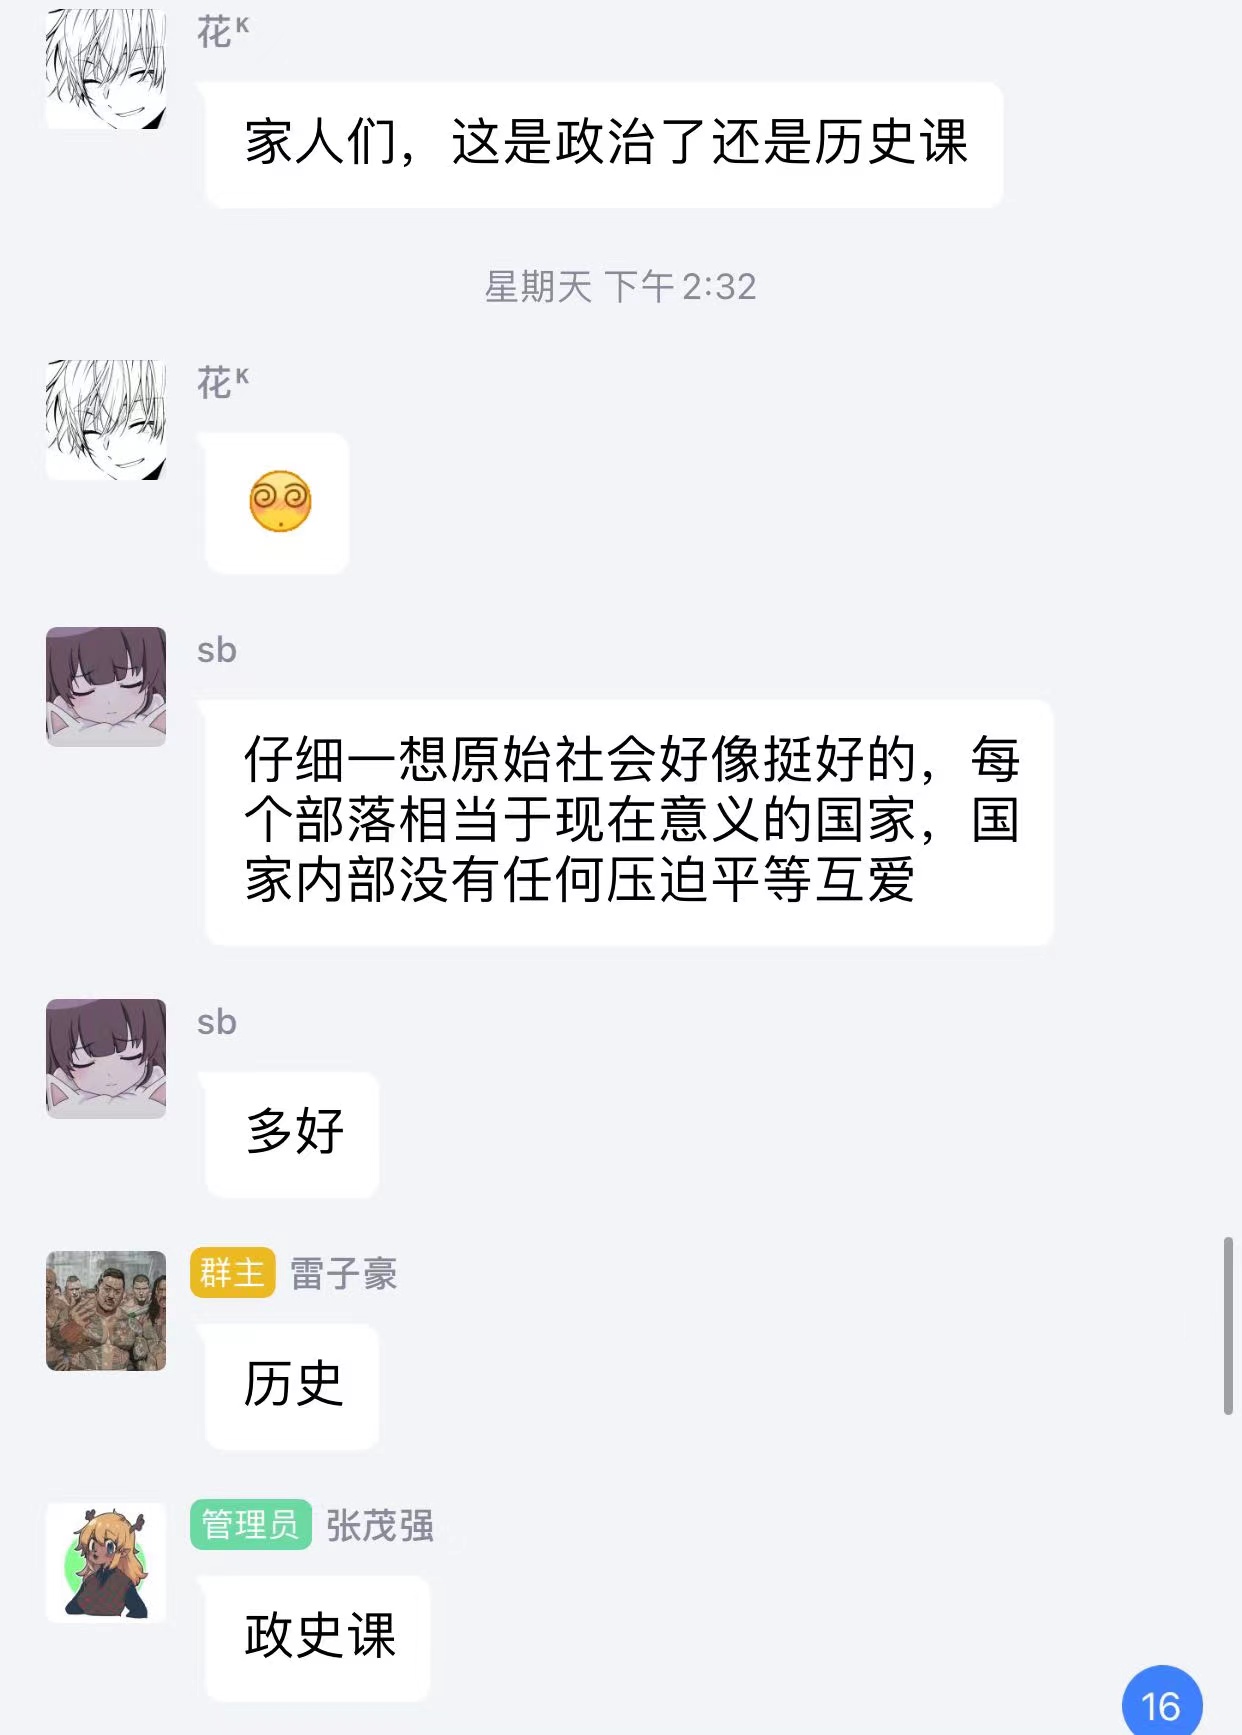 花ᴷ
家人们，这是政治了还是历史课
星期天 下午2:32
花ᴷ
sb
仔细一想原始社会好像挺好的，每
个部落相当于现在意义的国家，国
家内部没有任何压迫平等互爱
sb
多好
群主 雷子豪
历史
管理员 张茂强
政史课
16